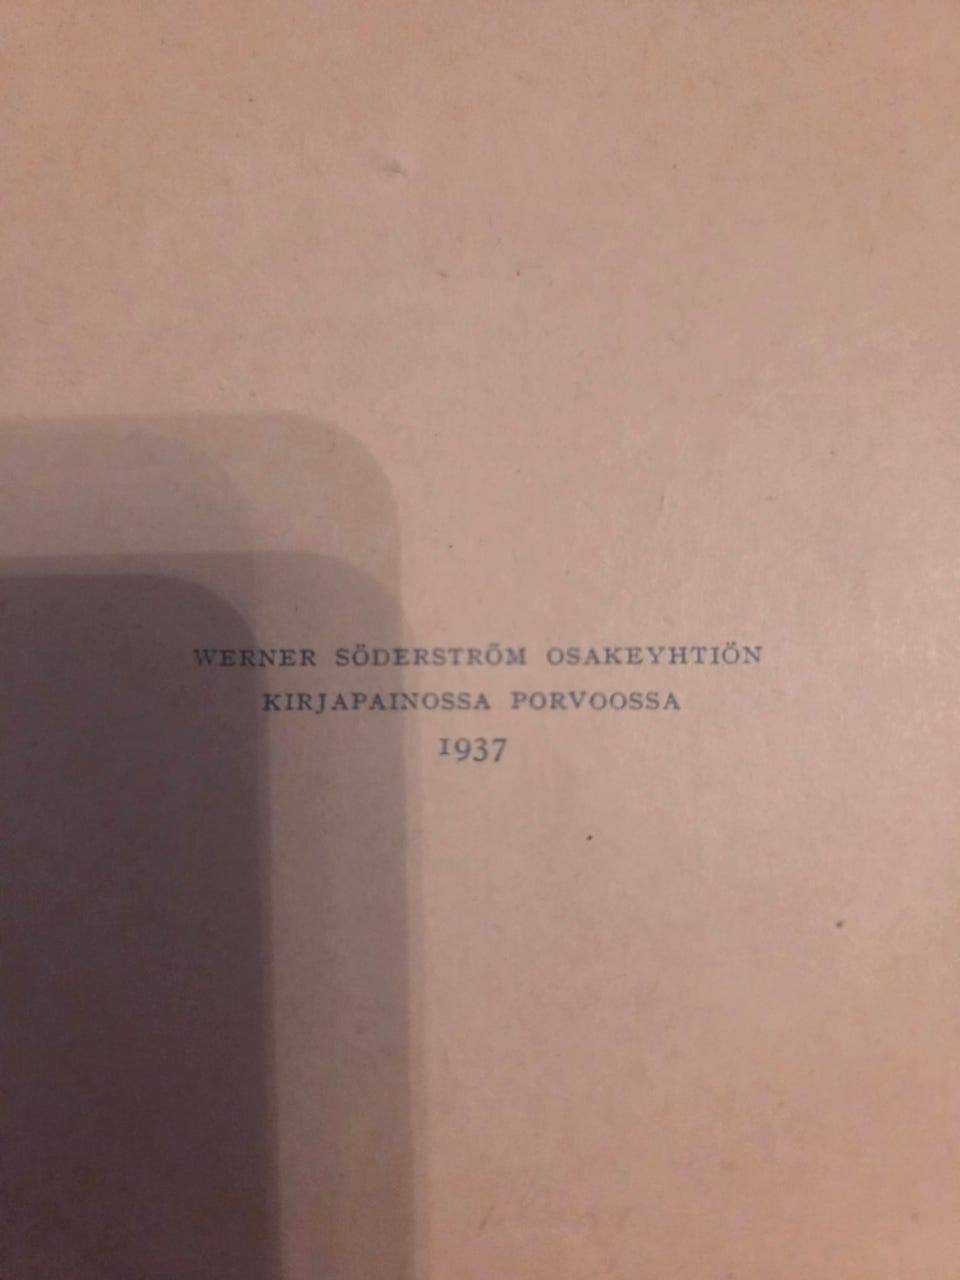 WERNER SÖDERSTRÖM OSAKEYHTIÖN
KIRJAPAINOSSA PORVOOSSA
1937